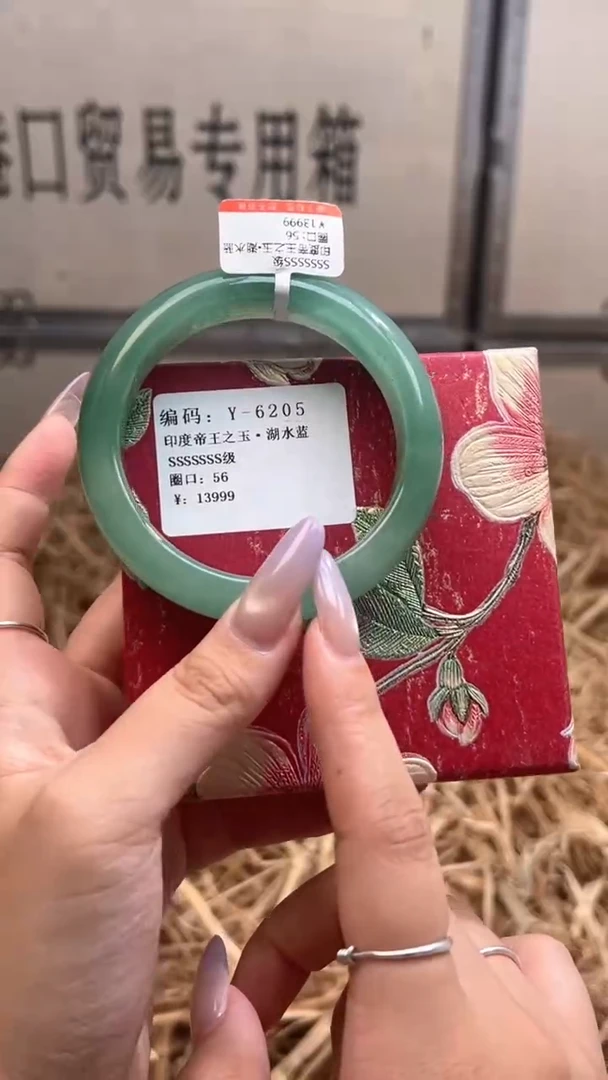 港口贸易专用箱
¥13999
圈口:56
印度帝王之玉·湖水蓝
SSSSSSS级
编码: Y-6205
印度帝王之玉·湖水蓝
SSSSSSS级
圈口: 56
¥: 13999